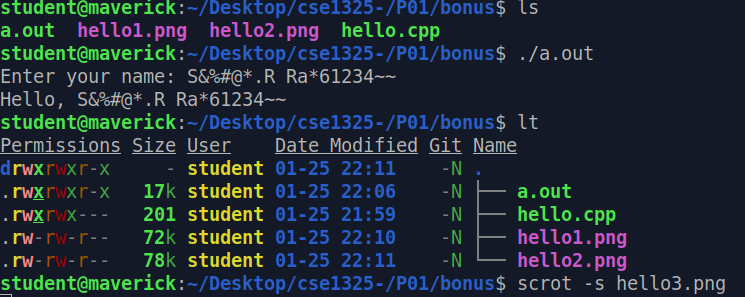 student@maverick:~/Desktop/cse1325-/P01/bonus$ ls
a.out  hello1.png  hello2.png  hello.cpp
student@maverick:~/Desktop/cse1325-/P01/bonus$ ./a.out
Enter your name: S&%#@*.R Ra*61234~~
Hello, S&%#@*.R Ra*61234~~
student@maverick:~/Desktop/cse1325-/P01/bonus$ lt
Permissions Size User    Date Modified Git Name
drwxrwxr-x     - student 01-25 22:11    -N .
.rwxrwxr-x   17k student 01-25 22:06    -N ├── a.out
.rwxrwx---   201 student 01-25 21:59    -N ├── hello.cpp
.rw-rw-r--   72k student 01-25 22:10    -N ├── hello1.png
.rw-rw-r--   78k student 01-25 22:11    -N └── hello2.png
student@maverick:~/Desktop/cse1325-/P01/bonus$ scrot -s hello3.png